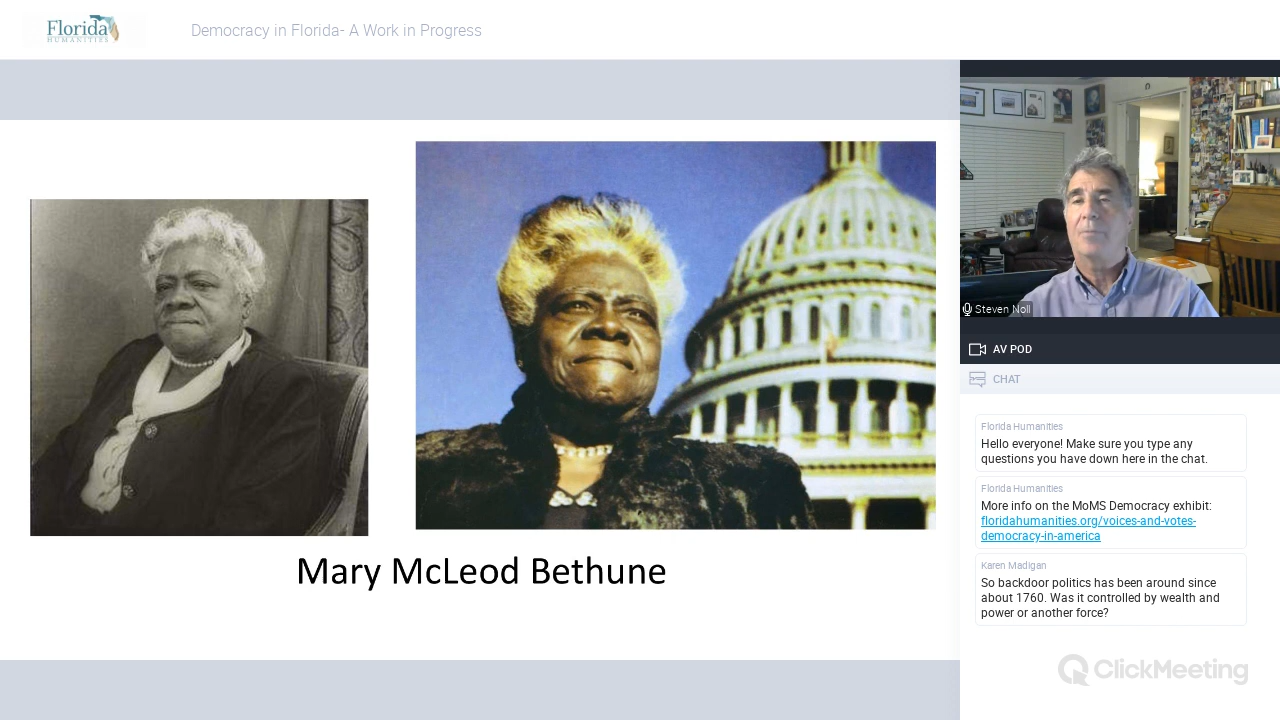 Florida
HUMANITIES
Democracy in Florida- A Work in Progress
Mary McLeod Bethune
Steven Noll
AV POD
CHAT
Florida Humanities
Hello everyone! Make sure you type any
questions you have down here in the chat.
Florida Humanities
More info on the MoMS Democracy exhibit:
floridahumanities.org/voices-and-votes-
democracy-in-america
Karen Madigan
So backdoor politics has been around since
about 1760. Was it controlled by wealth and
power or another force?
ClickMeeting